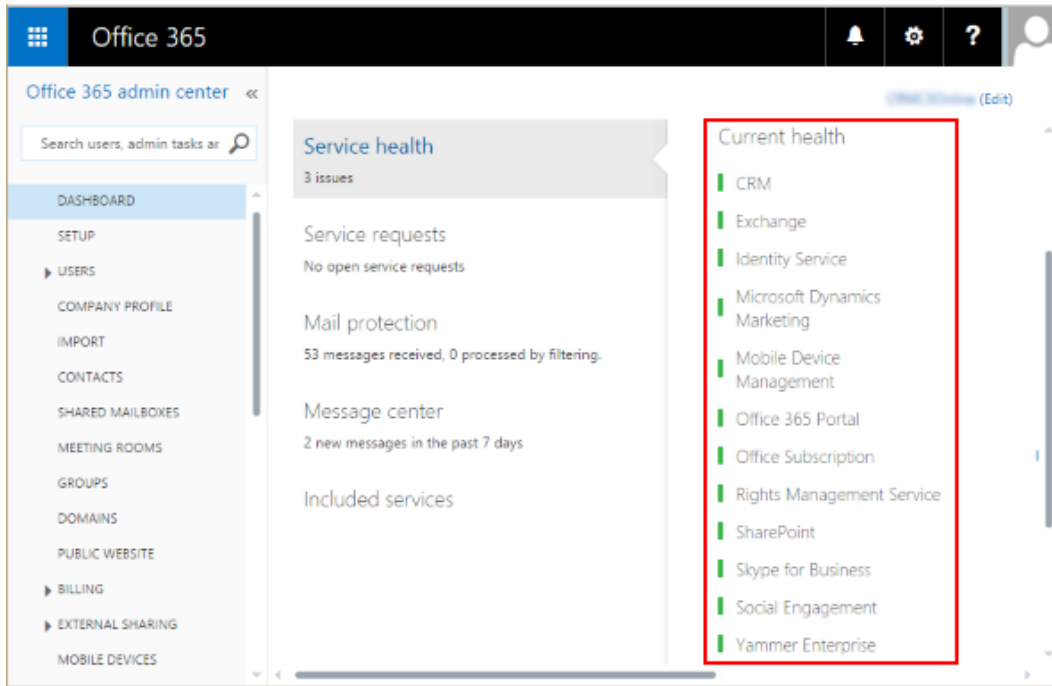 Office 365
?
Office 365 admin center «
(Edit)
Search users, admin tasks ar
DASHBOARD
SETUP
USERS
COMPANY PROFILE
IMPORT
CONTACTS
SHARED MAILBOXES
MEETING ROOMS
GROUPS
DOMAINS
PUBLIC WEBSITE
BILLING
EXTERNAL SHARING
MOBILE DEVICES
Service health
3 issues
Service requests
No open service requests
Mail protection
53 messages received, 0 processed by filtering.
Message center
2 new messages in the past 7 days
Included services
Current health
CRM
Exchange
Identity Service
Microsoft Dynamics
Marketing
Mobile Device
Management
Office 365 Portal
Office Subscription
Rights Management Service
SharePoint
Skype for Business
Social Engagement
Yammer Enterprise